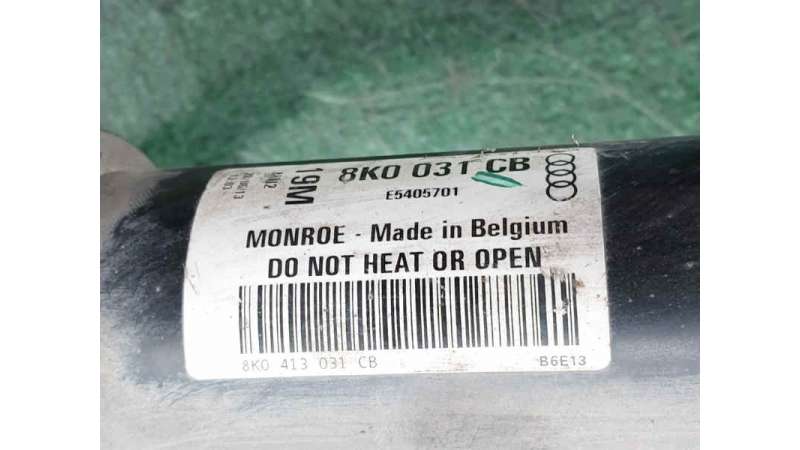 8K0 031 CB
19M
E5405701
MONROE - Made in Belgium
DO NOT HEAT OR OPEN
8K0 413 031 CB
B6E13